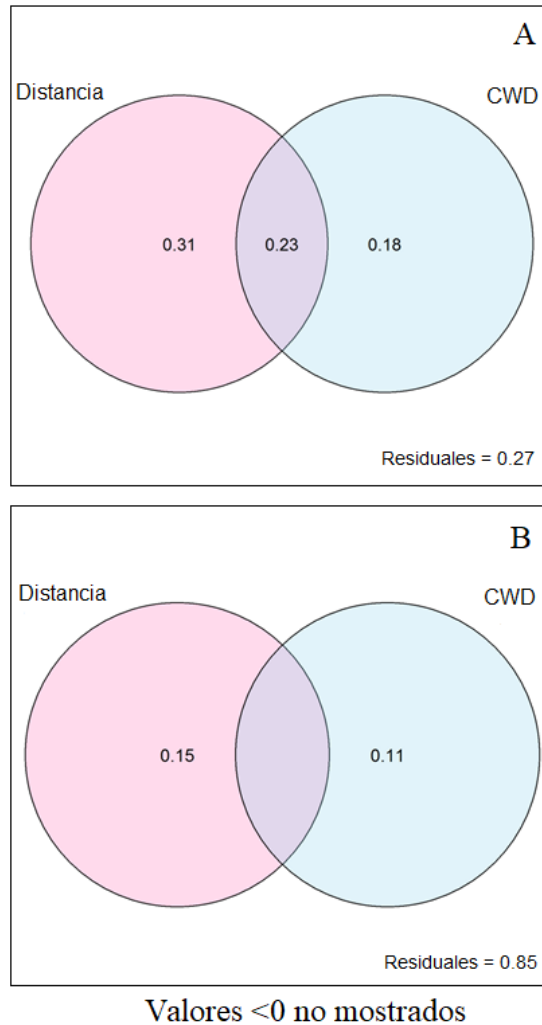 A
Distancia
CWD
0.31 0.23 0.18
Residuales = 0.27
B
Distancia
CWD
0.15 0.11
Residuales = 0.85
Valores <0 no mostrados